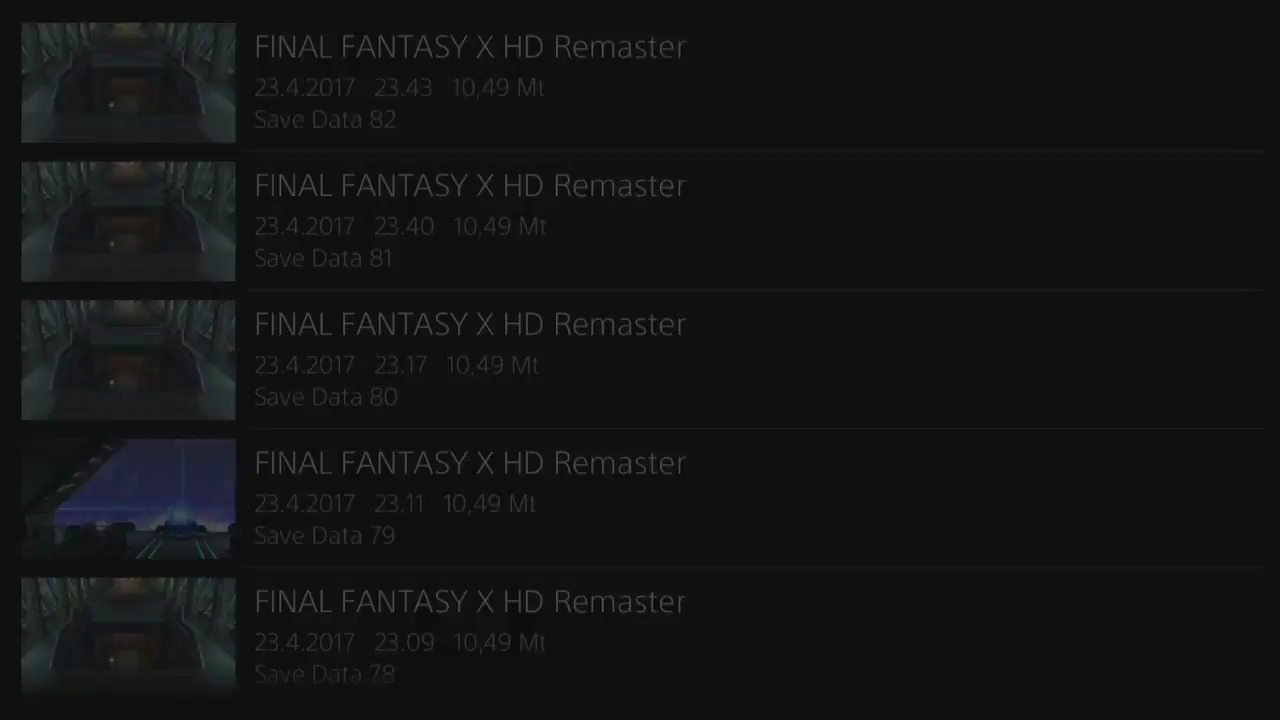 FINAL FANTASY X HD Remaster
23.4.2017 23.43 10,49 Mt
Save Data 82
FINAL FANTASY X HD Remaster
23.4.2017 23.40 10,49 Mt
Save Data 81
FINAL FANTASY X HD Remaster
23.4.2017 23.17 10,49 Mt
Save Data 80
FINAL FANTASY X HD Remaster
23.4.2017 23.11 10,49 Mt
Save Data 79
FINAL FANTASY X HD Remaster
23.4.2017 23.09 10,49 Mt
Save Data 78